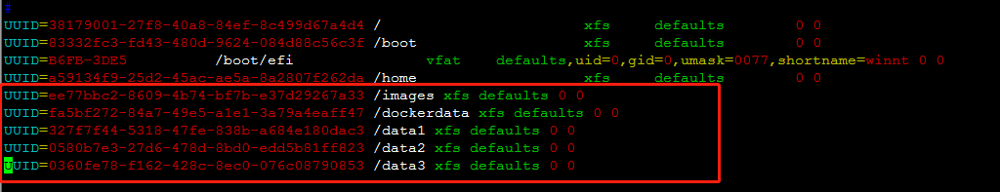 #
UUID=38179001-27f8-40a8-84ef-8c499d67a4d4 / xfs defaults 0 0
UUID=83332fc3-fd43-480d-9624-084d88c56c3f /boot xfs defaults 0 0
UUID=B6FB-3DE5 /boot/efi vfat defaults,uid=0,gid=0,umask=0077,shortname=winnt 0 0
UUID=a59134f9-25d2-45ac-ae5a-8a2807f262da /home xfs defaults 0 0
UUID=ae77bbc2-8609-4b74-bf7b-e37d29267a33 /images xfs defaults 0 0
UUID=fa5bf272-84a7-49e5-a1e1-3a79a4eaff47 /dockerdata xfs defaults 0 0
UUID=327f7f44-5318-47fe-838b-a684e180dac3 /data1 xfs defaults 0 0
UUID=0580b7e3-27d6-478d-8bd0-edd5b81ff823 /data2 xfs defaults 0 0
UUID=0360fe78-f162-428c-8ec0-076c08790853 /data3 xfs defaults 0 0